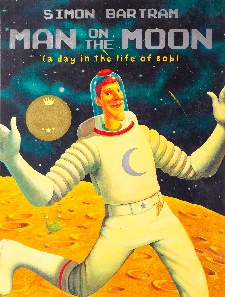 SIMON BARTRAM
MAN ON THE MOON
(a day in the life of Bob)